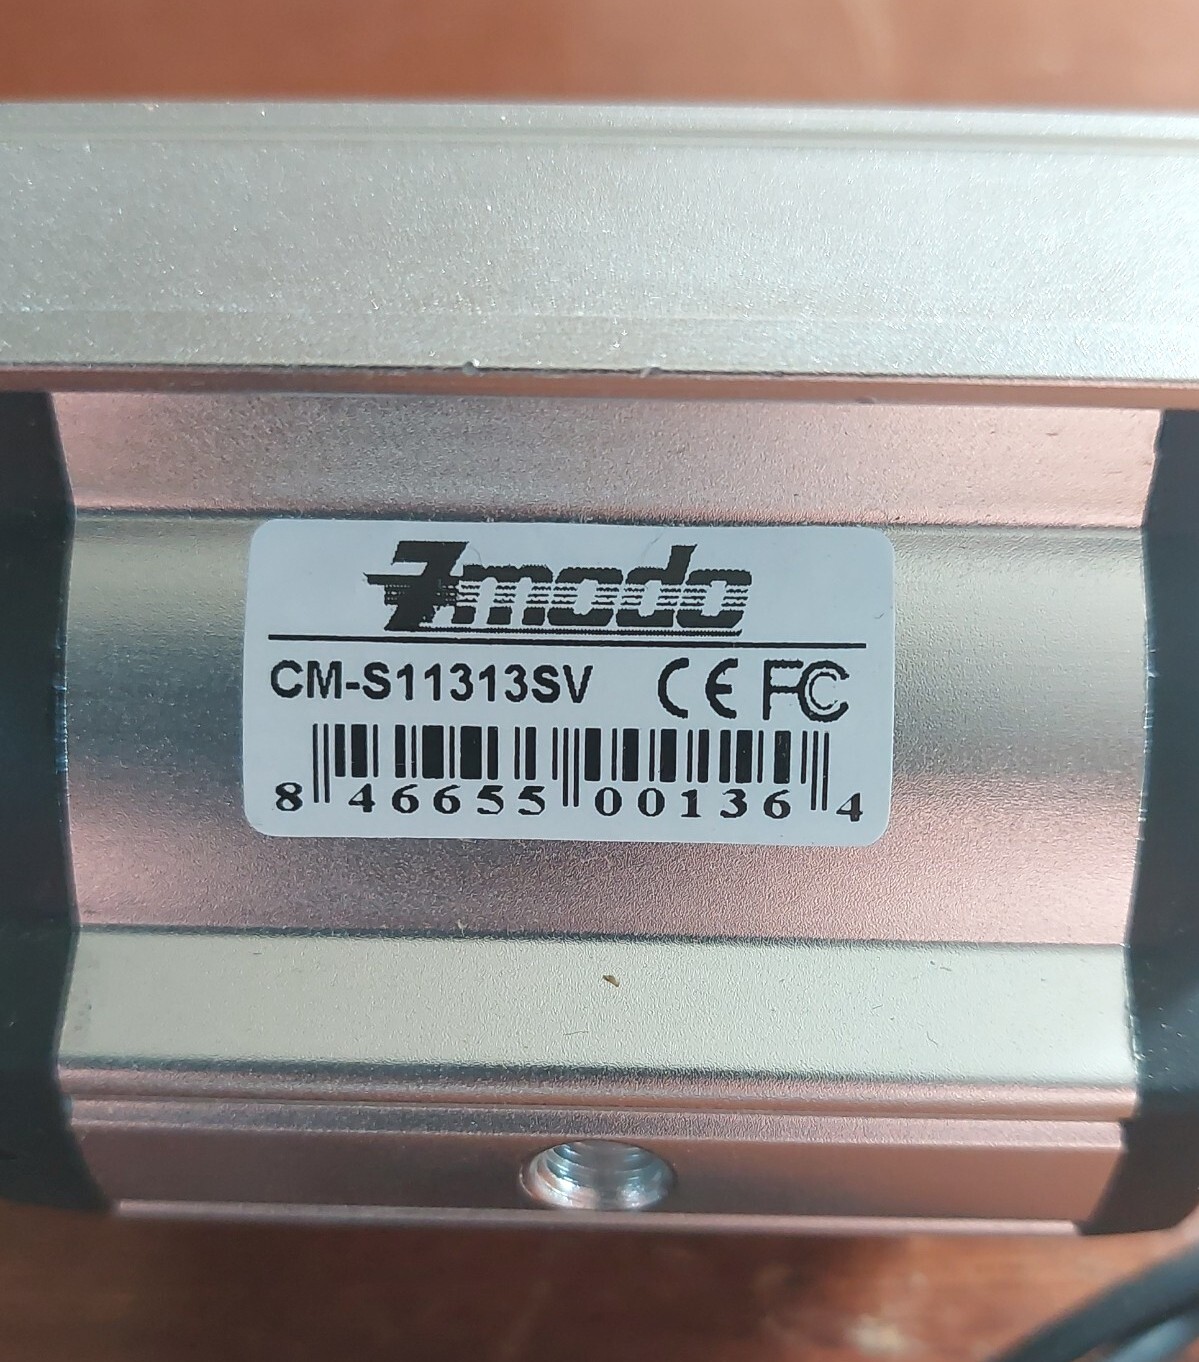 Zmodo
CM-S11313SV CE FC
8 46655 00136 4